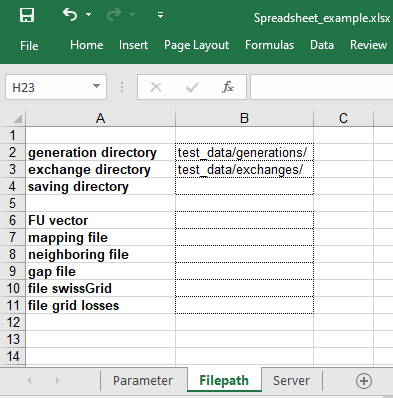 Spreadsheet_example.xlsx
File Home Insert Page Layout Formulas Data Review
H23 fx
A B C
1
2 generation directory test_data/generations/
3 exchange directory test_data/exchanges/
4 saving directory
5
6 FU vector
7 mapping file
8 neighboring file
9 gap file
10 file swissGrid
11 file grid losses
12
13
14
Parameter Filepath Server